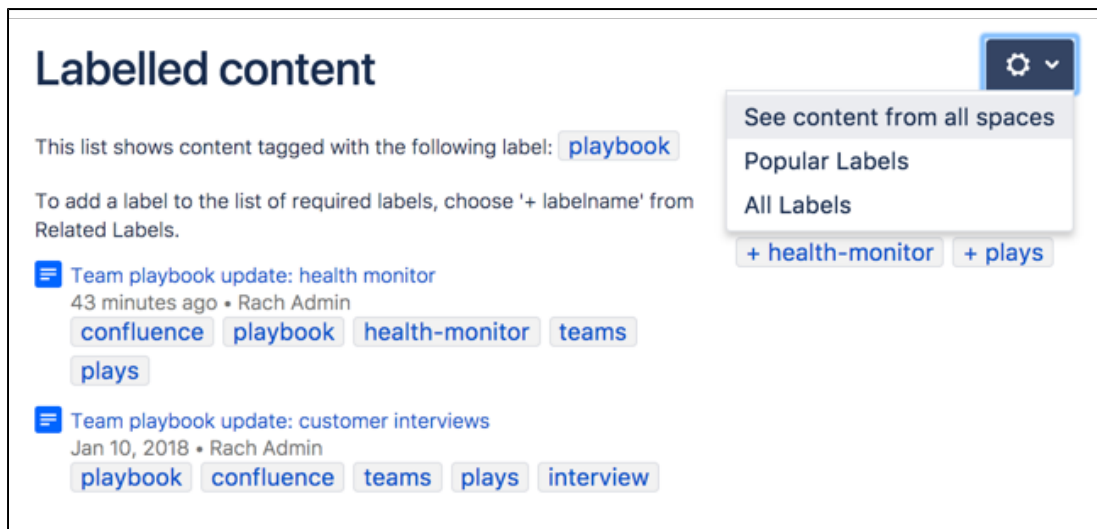 Labelled content
This list shows content tagged with the following label: playbook
To add a label to the list of required labels, choose '+ labelname' from
Related Labels.
Team playbook update: health monitor
43 minutes ago • Rach Admin
confluence playbook health-monitor teams
plays
Team playbook update: customer interviews
Jan 10, 2018 • Rach Admin
playbook confluence teams plays interview
See content from all spaces
Popular Labels
All Labels
+ health-monitor + plays